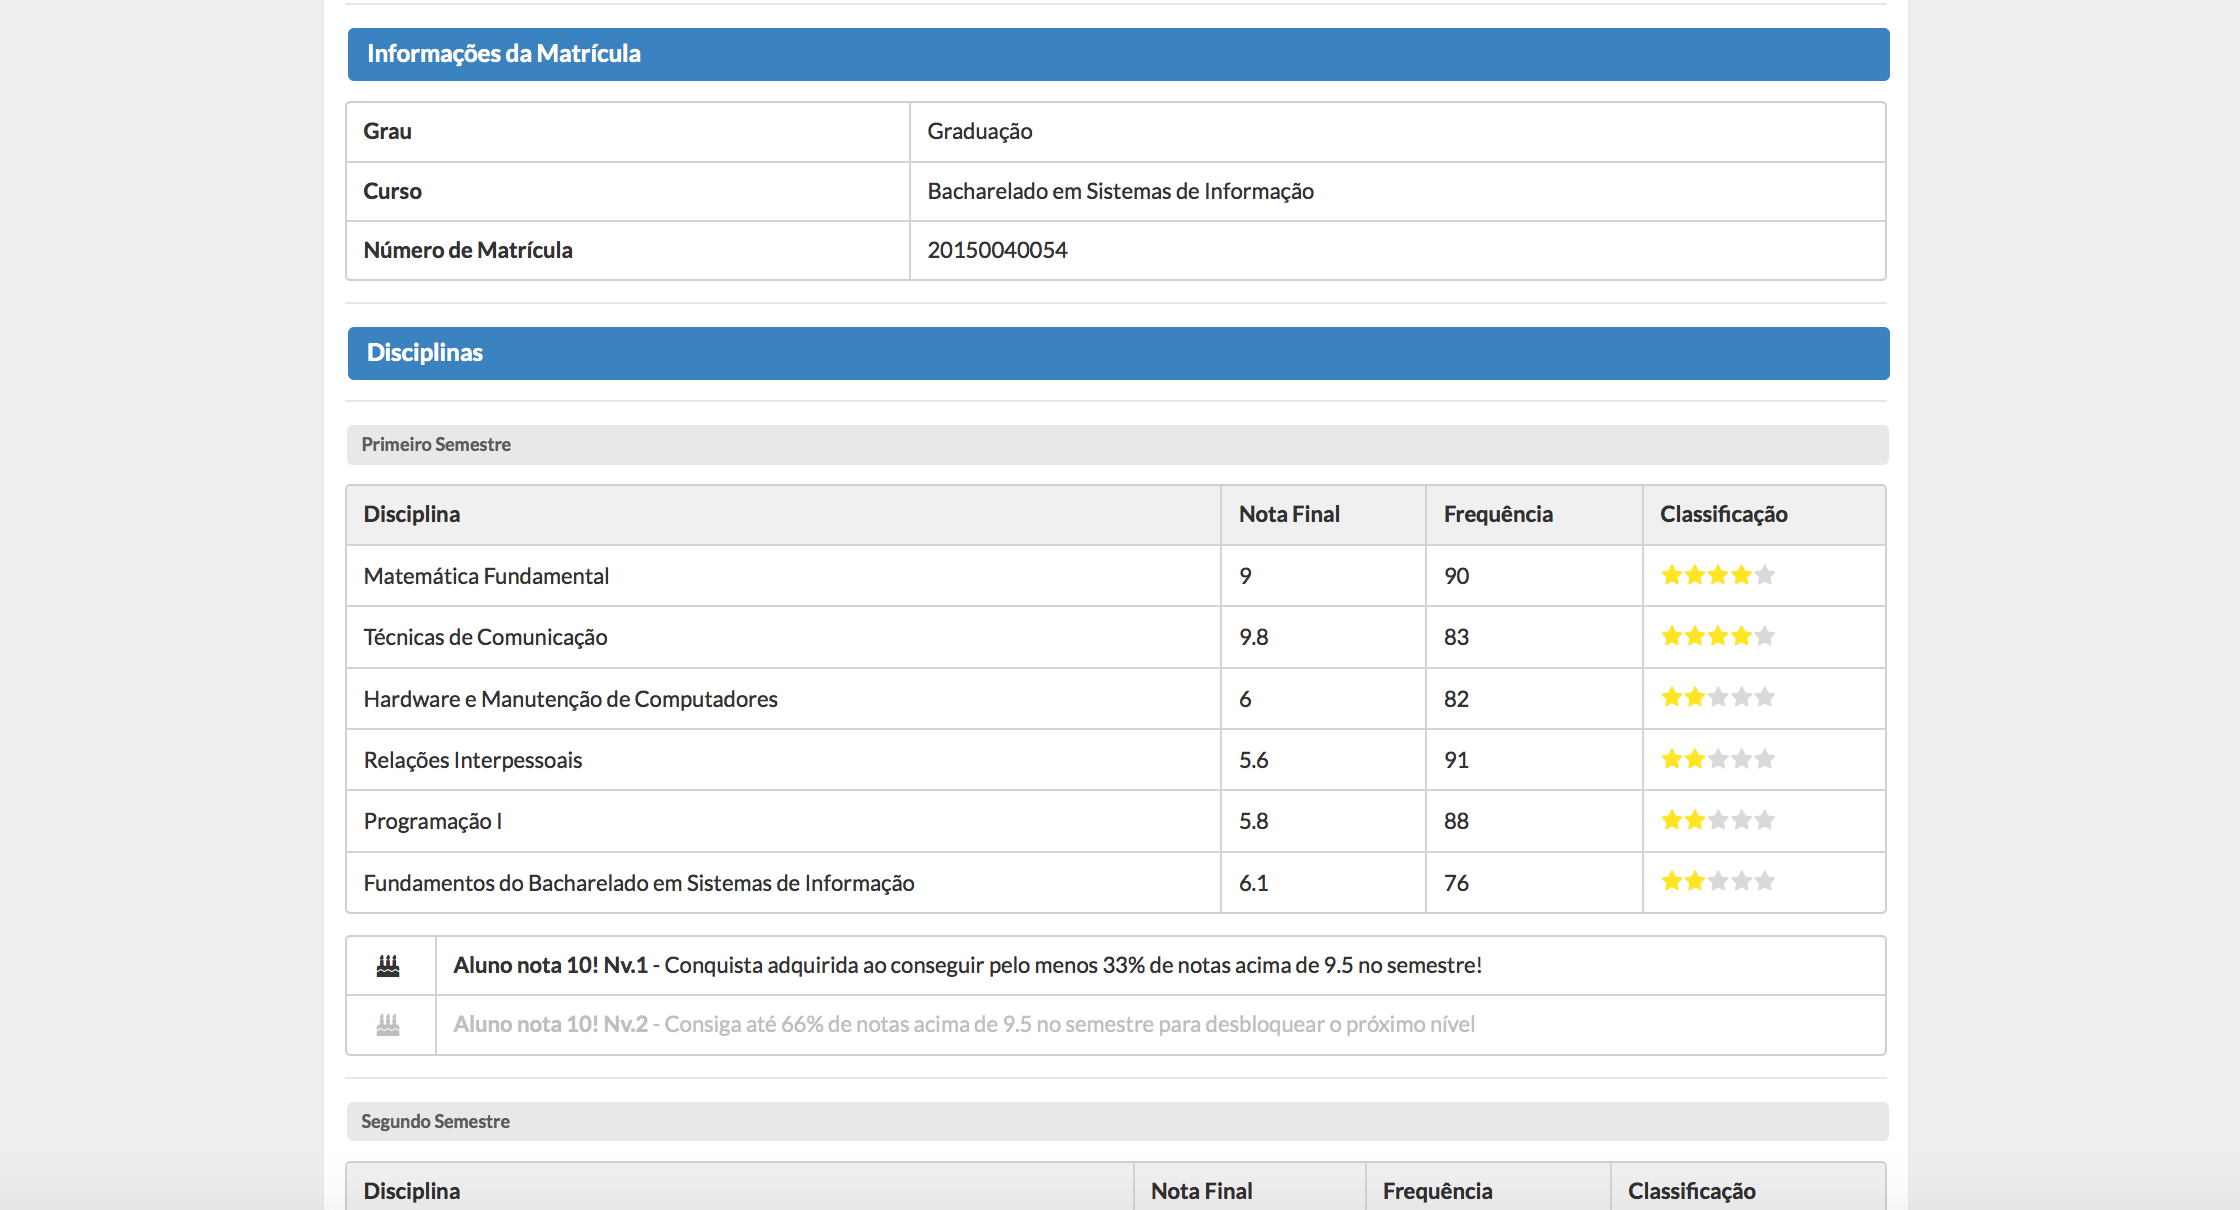 Informações da Matrícula
Grau Graduação
Curso Bacharelado em Sistemas de Informação
Número de Matrícula 20150040054
Disciplinas
Primeiro Semestre
Disciplina Nota Final Frequência Classificação
Matemática Fundamental 9 90
Técnicas de Comunicação 9.8 83
Hardware e Manutenção de Computadores 6 82
Relações Interpessoais 5.6 91
Programação I 5.8 88
Fundamentos do Bacharelado em Sistemas de Informação 6.1 76
Aluno nota 10! Nv.1 - Conquista adquirida ao conseguir pelo menos 33% de notas acima de 9.5 no semestre!
Aluno nota 10! Nv.2 - Consiga até 66% de notas acima de 9.5 no semestre para desbloquear o próximo nível
Segundo Semestre
Disciplina Nota Final Frequência Classificação